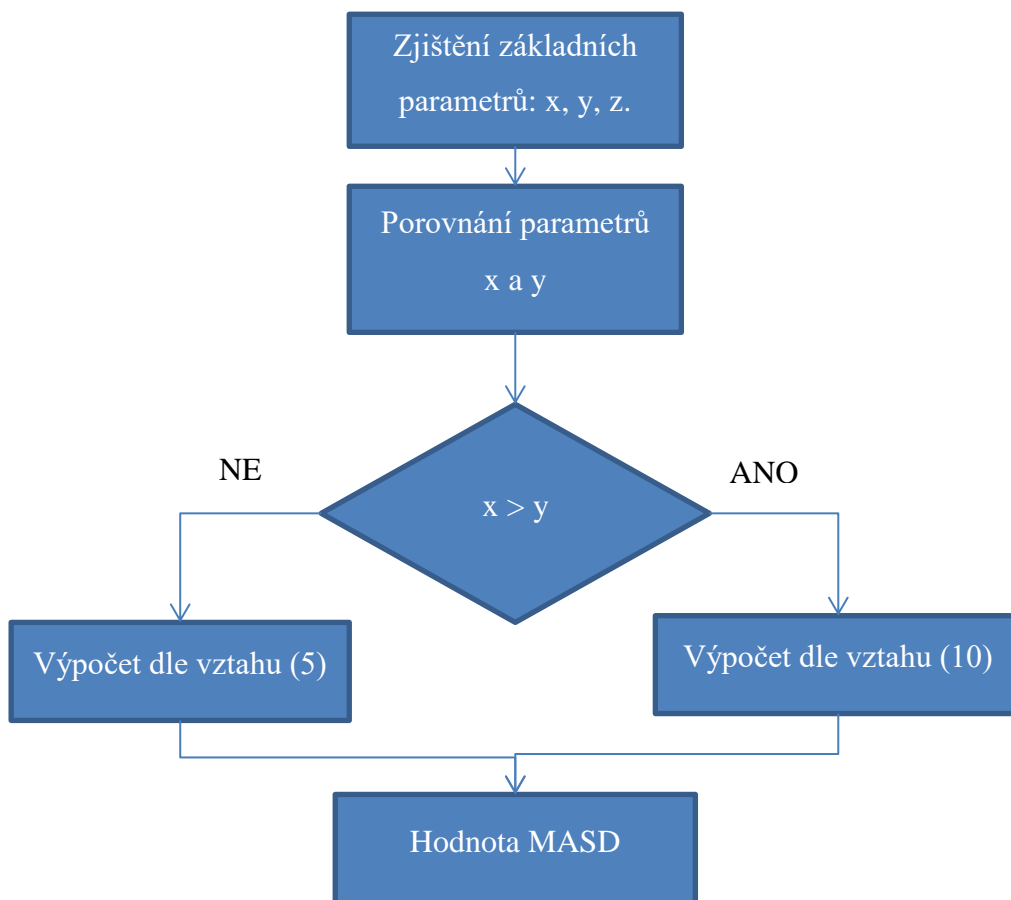 Zjištění základních
parametrů: x, y, z.
Porovnání parametrů
x a y
NE
ANO
x > y
Výpočet dle vztahu (5)
Výpočet dle vztahu (10)
Hodnota MASD